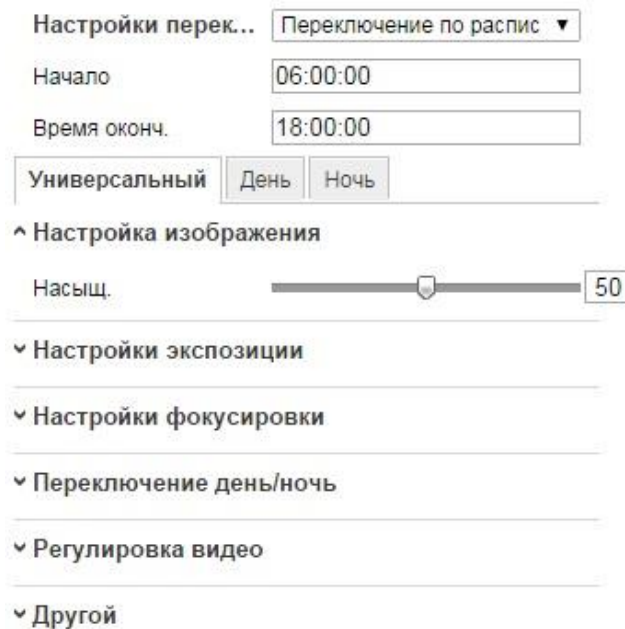 Настройки перек... Переключение по распис
Начало 06:00:00
Время оконч. 18:00:00
Универсальный День Ночь
Настройка изображения
Насыщ. 50
Настройки экспозиции
Настройки фокусировки
Переключение день/ночь
Регулировка видео
Другой